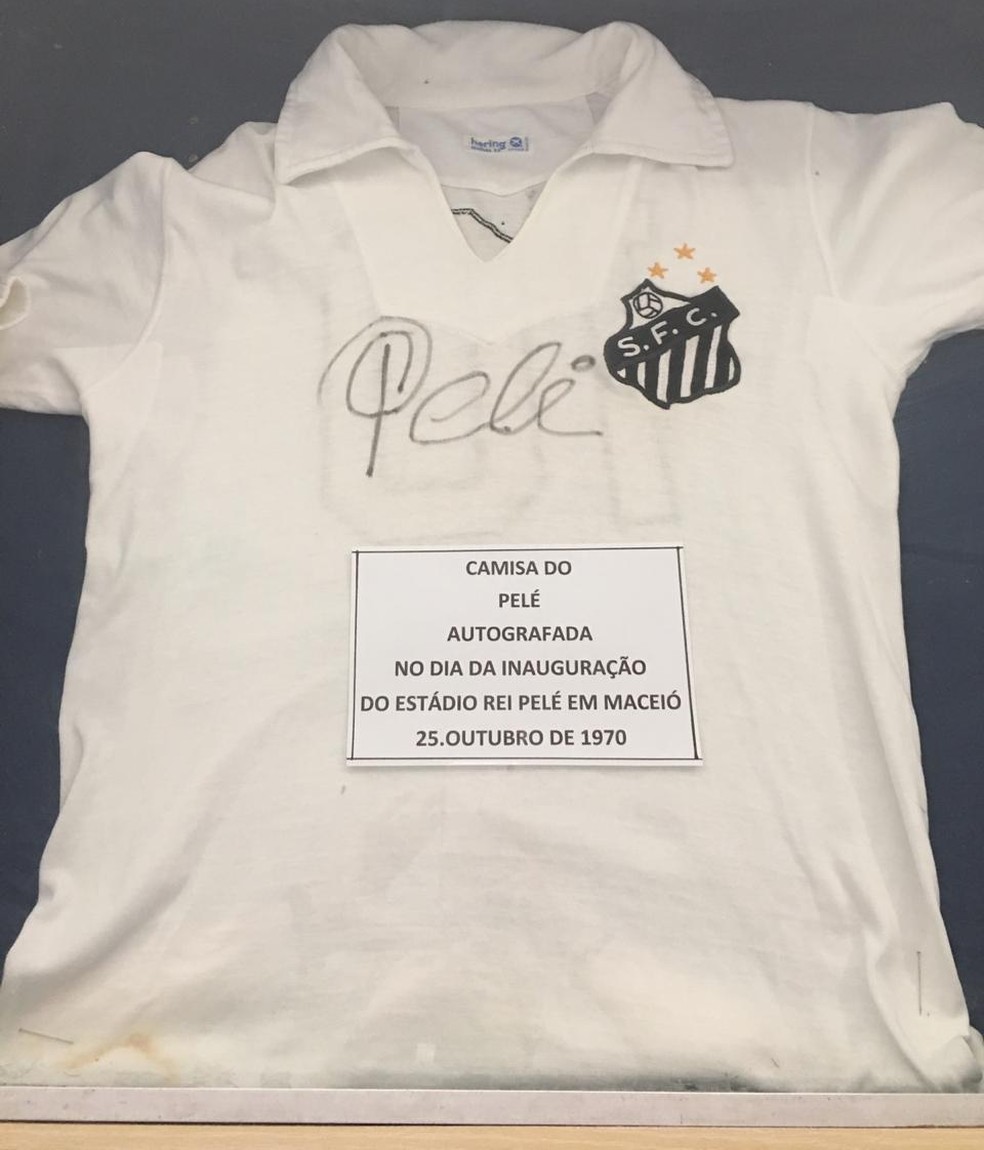 hering
Pelé
S.F.C.
CAMISA DO
PELÉ
AUTOGRAFADA
NO DIA DA INAUGURAÇÃO
DO ESTÁDIO REI PELÉ EM MACEIÓ
25.OUTUBRO DE 1970